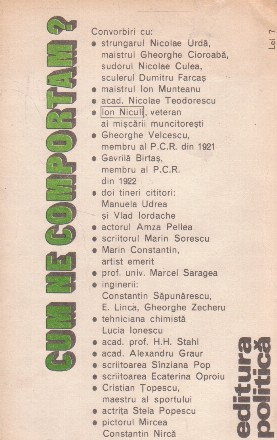 CUM NE COMPORTĂM?
Lei 7
Convorbiri cu:
• strungarul Nicolae Urdă,
maistrul Gheorghe Cioroabă,
sudorul Nicolae Culea,
sculerul Dumitru Farcaș
• maistrul Ion Munteanu
• acad. Nicolae Teodorescu
• Ion Niculi, veteran
al mișcării muncitorești
• Gheorghe Velcescu,
membru al P.C.R. din 1921
• Gavrilă Birtaș,
membru al P.C.R.
din 1922
• doi tineri cititori:
Manuela Udrea
și Vlad Iordache
• actorul Amza Pellea
• scriitorul Marin Sorescu
• Marin Constantin,
artist emerit
• prof. univ. Marcel Saragea
• inginerii:
Constantin Săpunărescu,
E. Linca, Gheorghe Zecheru
• tehniciana chimistă
Lucia Ionescu
• acad. prof. H.H. Stahl
• acad. Alexandru Graur
• scriitoarea Sînziana Pop
• scriitoarea Ecaterina Oproiu
• Cristian Țopescu,
maestru al sportului
• actrița Stela Popescu
• pictorul Mircea
Constantin Nircă
editura
politică